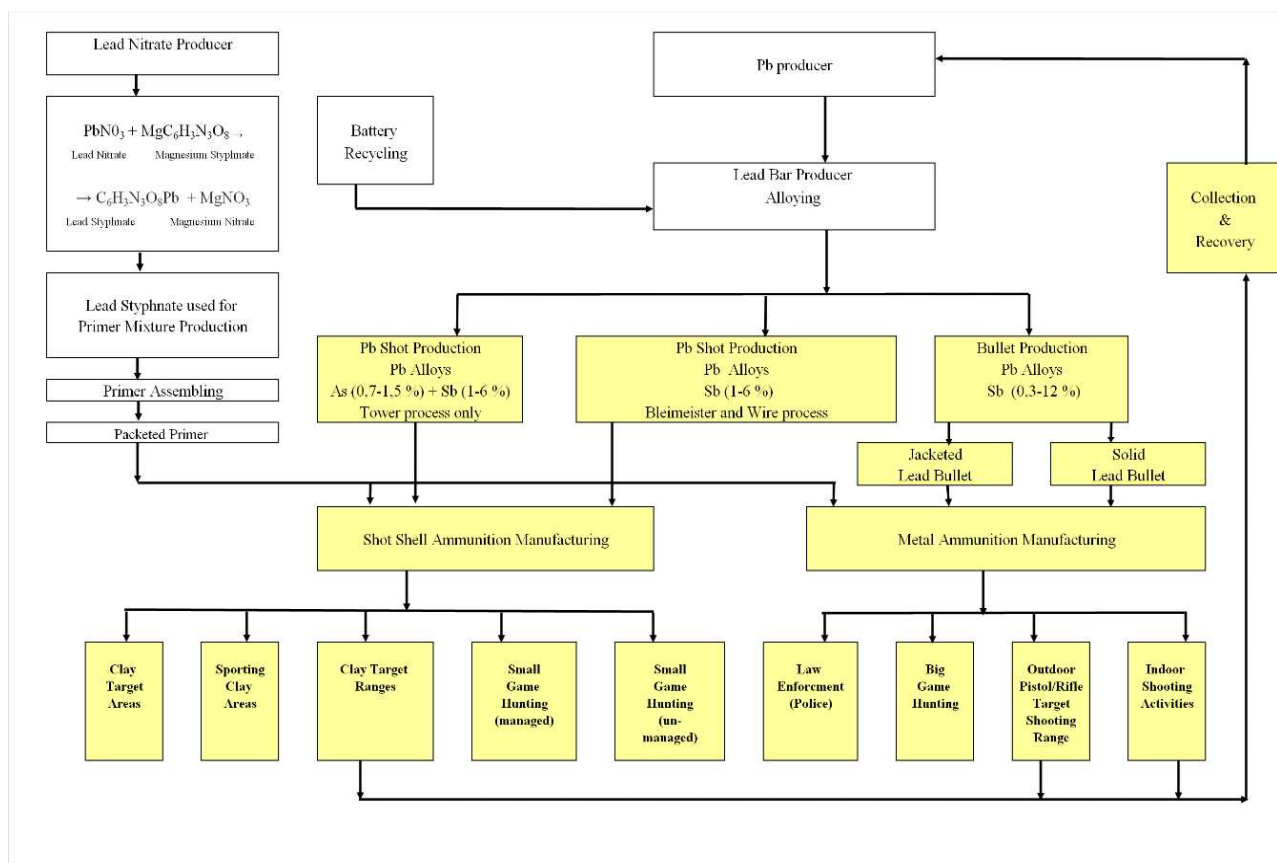 Lead Nitrate Producer
PbN0₃ + MgC₆H₃N₃O₈ →
Lead Nitrate Magnesium Styphnate
→ C₆H₃N₃O₈Pb + MgNO₃
Lead Styphnate Magnesium Nitrate
Lead Styphnate used for
Primer Mixture Production
Primer Assembling
Packeted Primer
Battery
Recycling
Pb producer
Lead Bar Producer
Alloying
Collection
&
Recovery
Pb Shot Production
Pb Alloys
As (0,7-1,5 %) + Sb (1-6 %)
Tower process only
Pb Shot Production
Pb Alloys
Sb (1-6 %)
Bleimeister and Wire process
Bullet Production
Pb Alloys
Sb (0,3-12 %)
Jacketed
Lead Bullet
Solid
Lead Bullet
Shot Shell Ammunition Manufacturing
Metal Ammunition Manufacturing
Clay
Target
Areas
Sporting
Clay
Areas
Clay Target
Ranges
Small
Game
Hunting
(managed)
Small
Game
Hunting
(un-
managed)
Law
Enforcment
(Police)
Big
Game
Hunting
Outdoor
Pistol/Rifle
Target
Shooting
Range
Indoor
Shooting
Activities